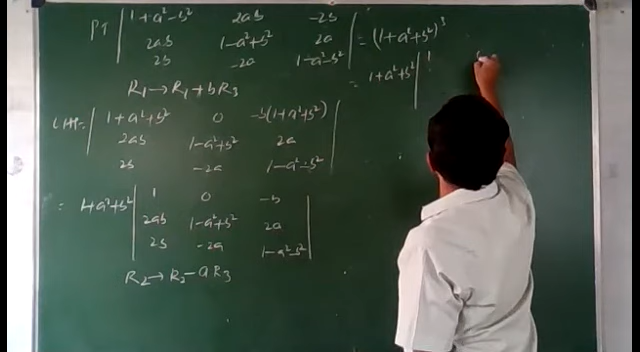 PT | 1+a²-b² 2ab -2b |
| 2ab 1-a²+b² 2a | = (1+a²+b²)³
| 2b -2a 1-a²-b² |
R₁→R₁+bR₃
LHS= | 1+a²+b² 0 -b(1+a²+b²) |
| 2ab 1-a²+b² 2a |
| 2b -2a 1-a²-b² |
= 1+a²+b² | 1 0 -b |
| 2ab 1-a²+b² 2a |
| 2b -2a 1-a²-b² |
R₂→R₂-aR₃
= 1+a²+b² | 1